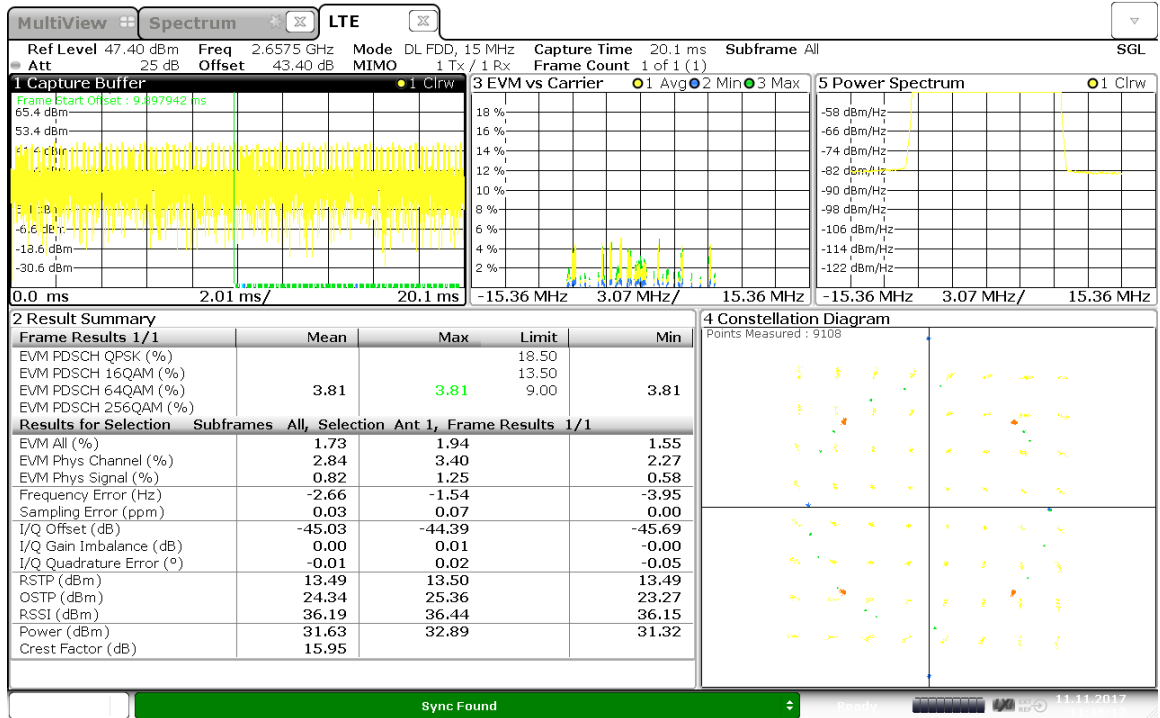 MultiView Spectrum LTE
Ref Level 47.40 dBm Freq 2.6575 GHz Mode DL FDD, 15 MHz Capture Time 20.1 ms Subframe All SGL
Att 25 dB Offset 43.40 dB MIMO 1 Tx / 1 Rx Frame Count 1 of 1 (1)
1 Capture Buffer 1 Clrw
Frame Start Offset : 9.897942 ms
65.4 dBm
53.4 dBm
-6.6 dBm
-18.6 dBm
-30.6 dBm
0.0 ms 2.01 ms/ 20.1 ms
3 EVM vs Carrier 1 Avg 2 Min 3 Max
18 %
16 %
14 %
12 %
10 %
8 %
6 %
4 %
2 %
-15.36 MHz 3.07 MHz/ 15.36 MHz
5 Power Spectrum 1 Clrw
-58 dBm/Hz
-66 dBm/Hz
-74 dBm/Hz
-82 dBm/Hz
-90 dBm/Hz
-98 dBm/Hz
-106 dBm/Hz
-114 dBm/Hz
-122 dBm/Hz
-15.36 MHz 3.07 MHz/ 15.36 MHz
2 Result Summary
Frame Results 1/1 Mean Max Limit Min
EVM PDSCH QPSK (%) 18.50
EVM PDSCH 16QAM (%) 13.50
EVM PDSCH 64QAM (%) 3.81 3.81 9.00 3.81
EVM PDSCH 256QAM (%)
Results for Selection Subframes All, Selection Ant 1, Frame Results 1/1
EVM All (%) 1.73 1.94 1.55
EVM Phys Channel (%) 2.84 3.40 2.27
EVM Phys Signal (%) 0.82 1.25 0.58
Frequency Error (Hz) -2.66 -1.54 -3.95
Sampling Error (ppm) 0.03 0.07 0.00
I/Q Offset (dB) -45.03 -44.39 -45.69
I/Q Gain Imbalance (dB) 0.00 0.01 -0.00
I/Q Quadrature Error (º) -0.01 0.02 -0.05
RSTP (dBm) 13.49 13.50 13.49
OSTP (dBm) 24.34 25.36 23.27
RSSI (dBm) 36.19 36.44 36.15
Power (dBm) 31.63 32.89 31.32
Crest Factor (dB) 15.95
4 Constellation Diagram
Points Measured : 9108
Sync Found
Ready
LXI
11.11.2017